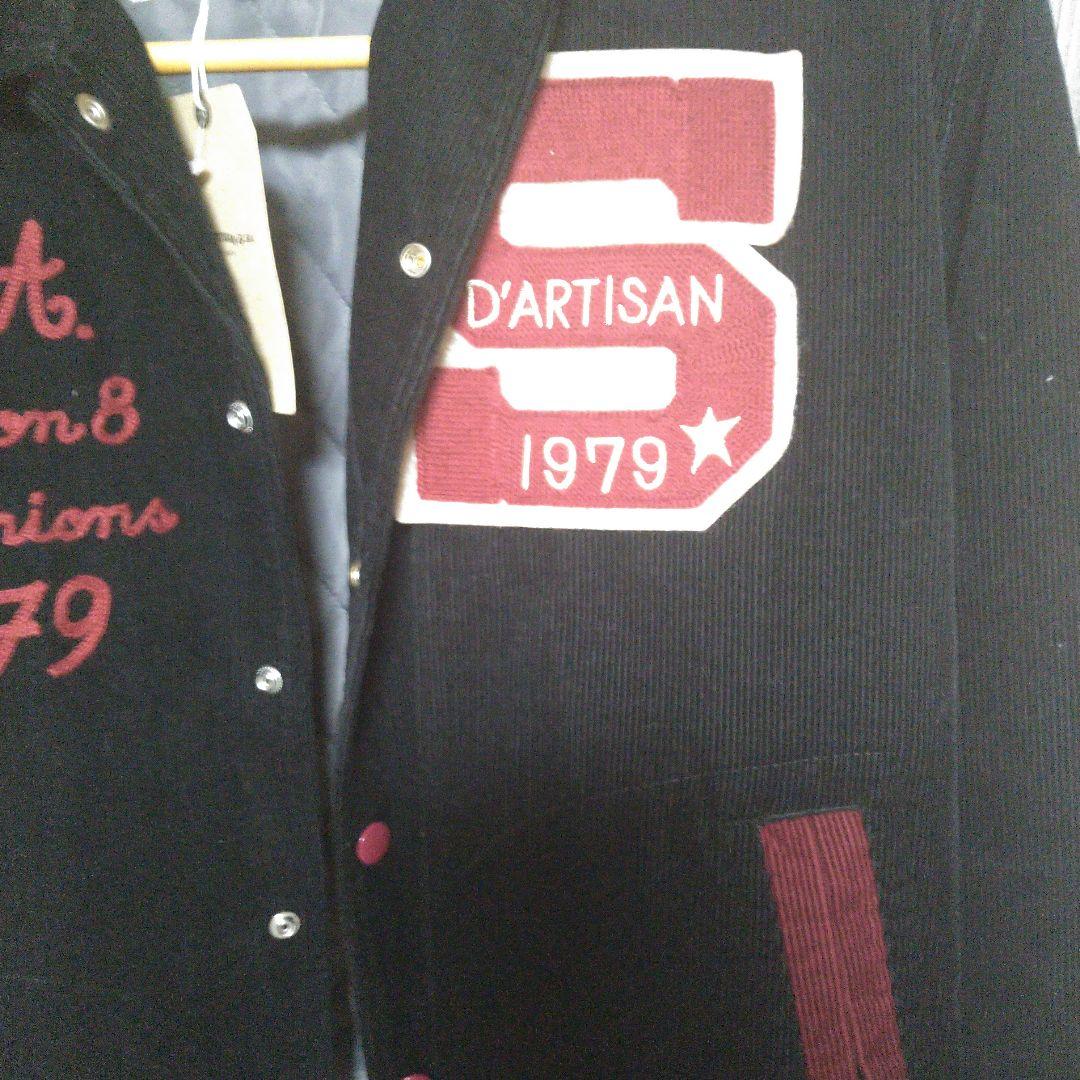 A.
on 8
nions
79
S
D'ARTISAN
1979